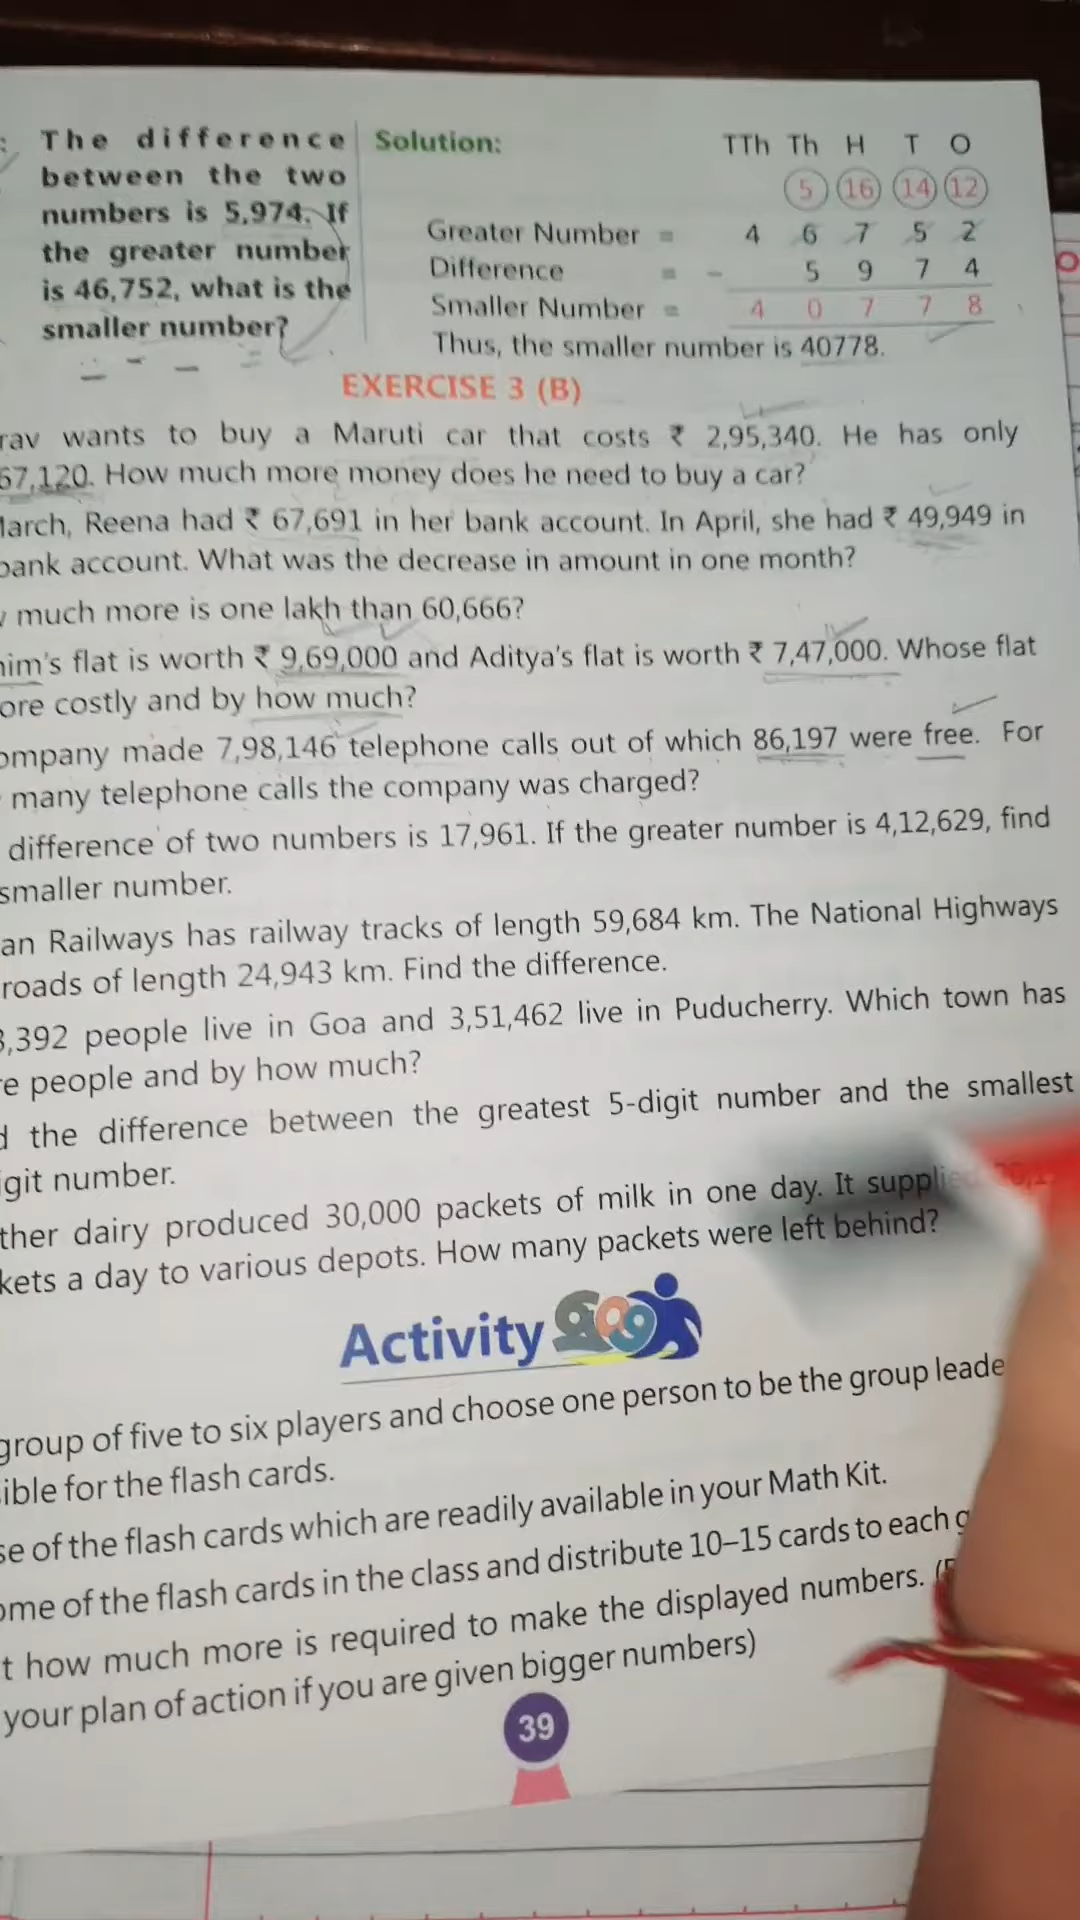 The difference
between the two
numbers is 5,974. If
the greater number
is 46,752, what is the
smaller number?
Solution:
TTh Th H T O
5 16 14 12
Greater Number = 4 6 7 5 2
Difference = - 5 9 7 4
Smaller Number = 4 0 7 7 8
Thus, the smaller number is 40778.
EXERCISE 3 (B)
rav wants to buy a Maruti car that costs ₹ 2,95,340. He has only
67,120. How much more money does he need to buy a car?
March, Reena had ₹ 67,691 in her bank account. In April, she had ₹ 49,949 in
bank account. What was the decrease in amount in one month?
much more is one lakh than 60,666?
him's flat is worth ₹ 9,69,000 and Aditya's flat is worth ₹ 7,47,000. Whose flat
ore costly and by how much?
ompany made 7,98,146 telephone calls out of which 86,197 were free. For
many telephone calls the company was charged?
difference of two numbers is 17,961. If the greater number is 4,12,629, find
smaller number.
an Railways has railway tracks of length 59,684 km. The National Highways
roads of length 24,943 km. Find the difference.
,392 people live in Goa and 3,51,462 live in Puducherry. Which town has
re people and by how much?
d the difference between the greatest 5-digit number and the smallest
igit number.
ther dairy produced 30,000 packets of milk in one day. It supplied
kets a day to various depots. How many packets were left behind?
Activity
group of five to six players and choose one person to be the group leade
ible for the flash cards.
se of the flash cards which are readily available in your Math Kit.
ome of the flash cards in the class and distribute 10–15 cards to each g
t how much more is required to make the displayed numbers.
your plan of action if you are given bigger numbers)
39